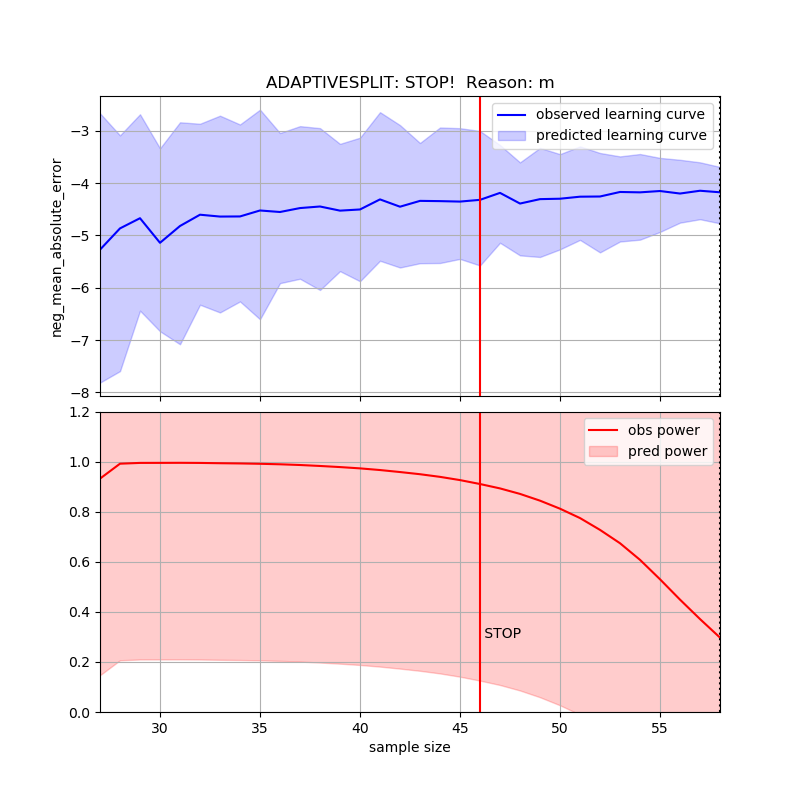 ADAPTIVESPLIT: STOP!  Reason: m
observed learning curve
predicted learning curve
−3
−4
−5
−6
−7
−8
neg_mean_absolute_error
obs power
pred power
1.2
1.0
0.8
0.6
0.4
0.2
0.0
STOP
30 35 40 45 50 55
sample size